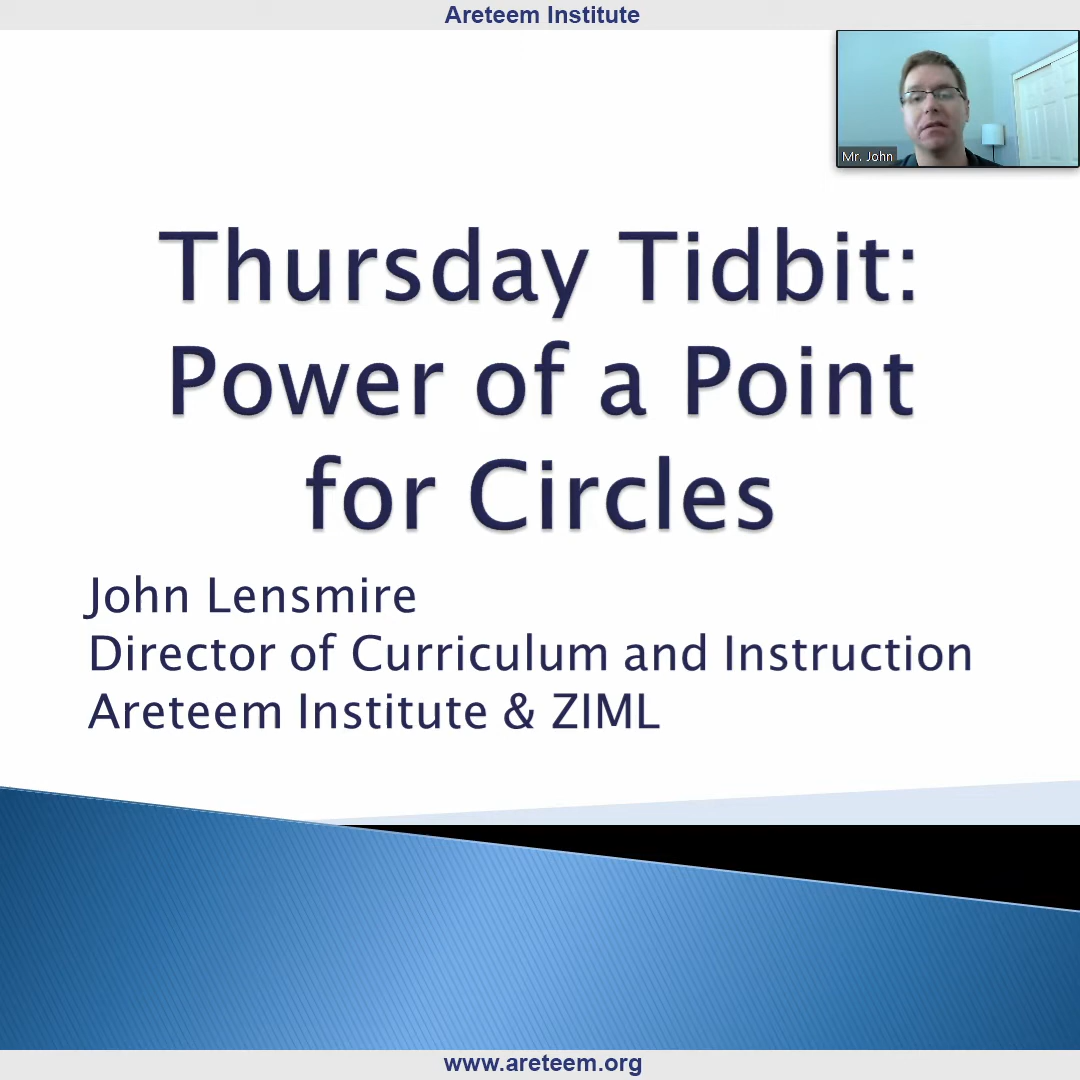 Areteem Institute
Mr. John
Thursday Tidbit:
Power of a Point
for Circles
John Lensmire
Director of Curriculum and Instruction
Areteem Institute & ZIML
www.areteem.org